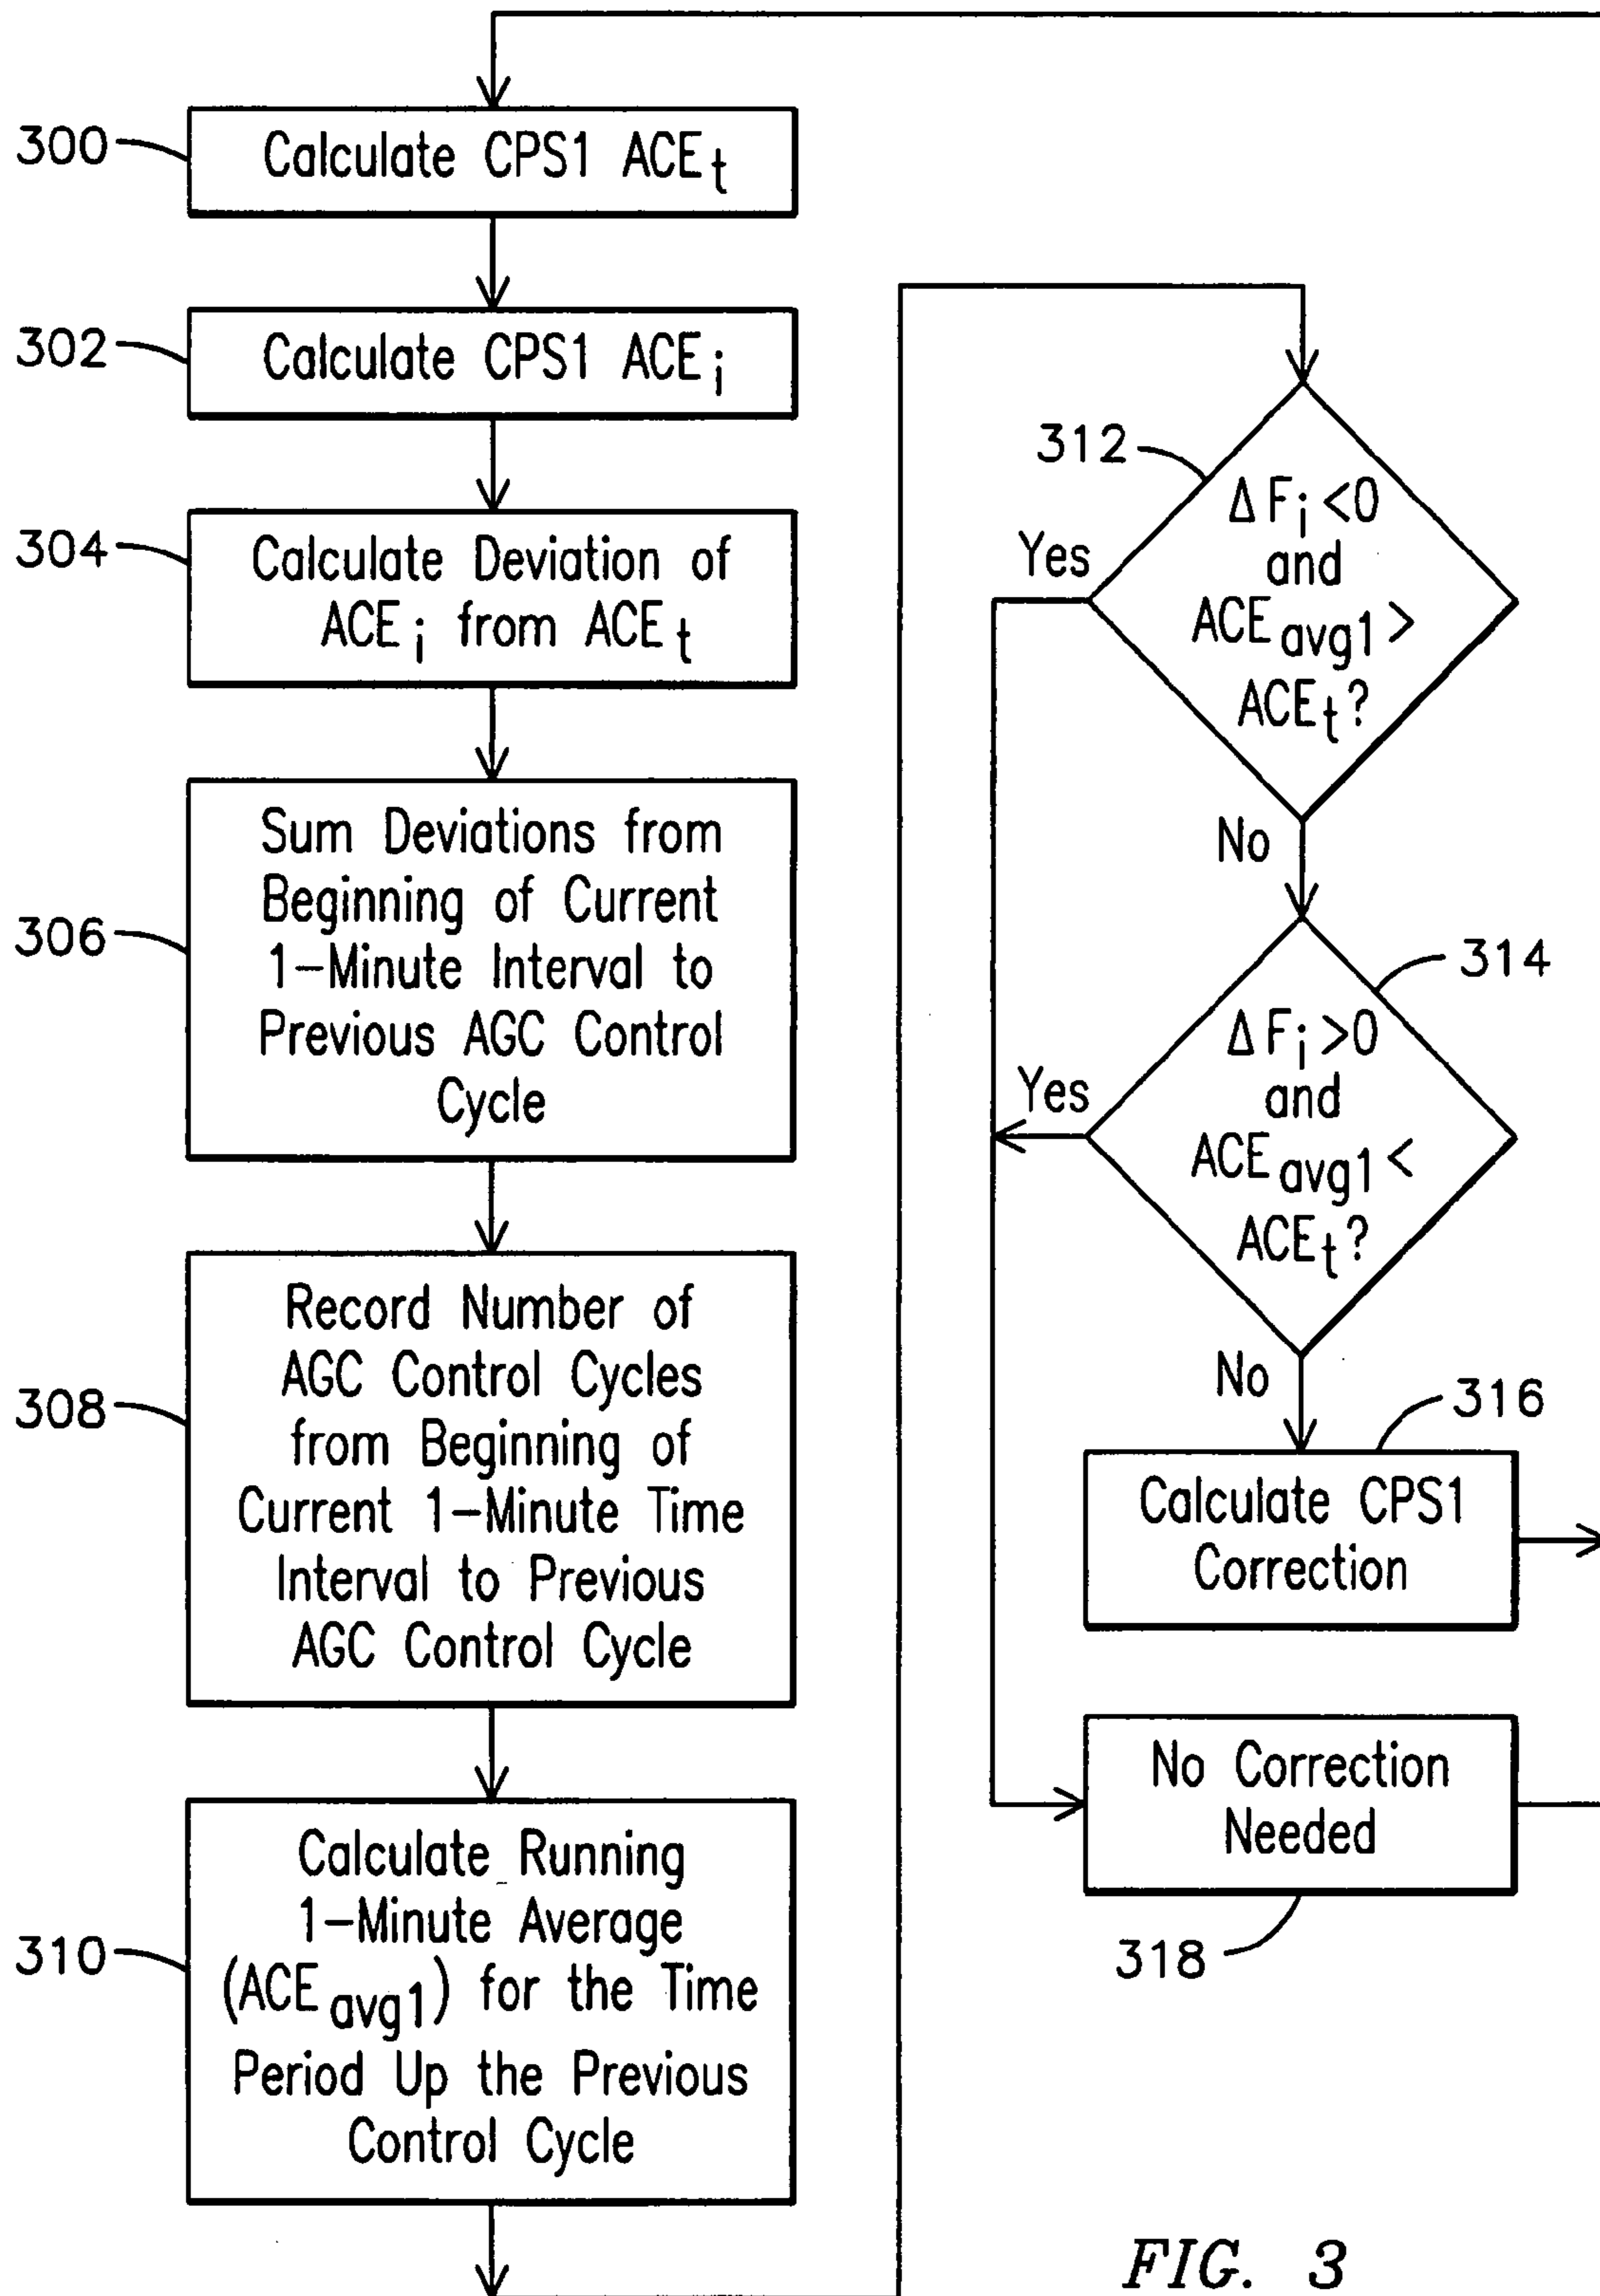 300
Calculate CPS1 ACEt
302
Calculate CPS1 ACEi
304
Calculate Deviation of
ACEi from ACEt
306
Sum Deviations from
Beginning of Current
1-Minute Interval to
Previous AGC Control
Cycle
308
Record Number of
AGC Control Cycles
from Beginning of
Current 1-Minute Time
Interval to Previous
AGC Control Cycle
310
Calculate Running
1-Minute Average
(ACEavg1) for the Time
Period Up the Previous
Control Cycle
312
ΔFi<0
and
ACEavg1>
ACEt?
Yes
No
314
ΔFi>0
and
ACEavg1<
ACEt?
Yes
No
316
Calculate CPS1
Correction
No Correction
Needed
318
FIG. 3